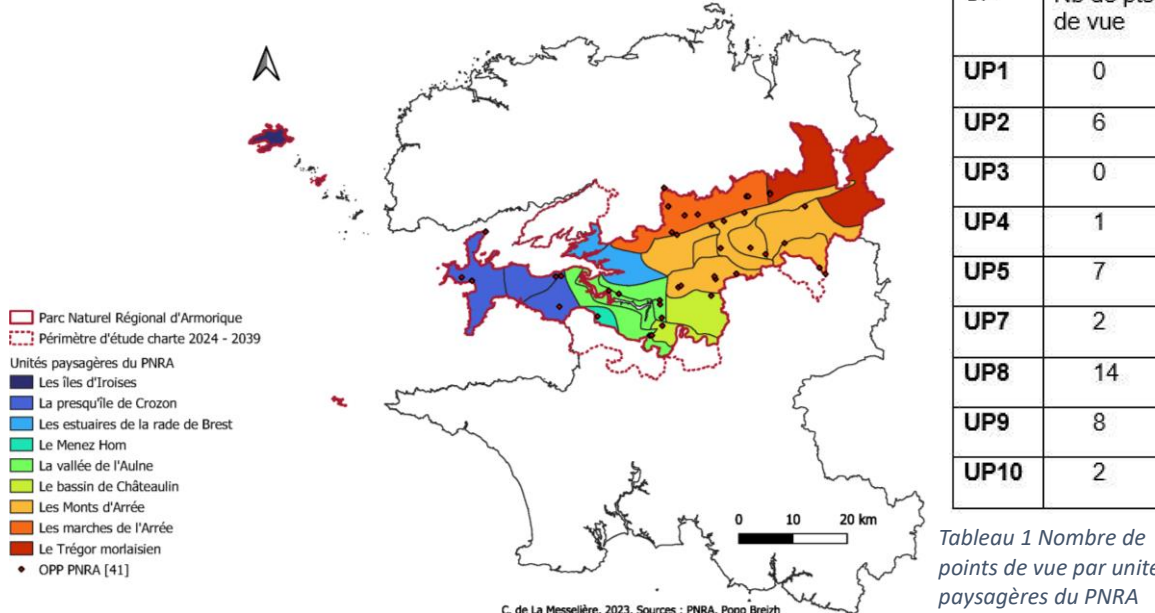 Parc Naturel Régional d'Armorique
Périmètre d'étude charte 2024 - 2039
Unités paysagères du PNRA
Les îles d'Iroises
La presqu'île de Crozon
Les estuaires de la rade de Brest
Le Menez Hom
La vallée de l'Aulne
Le bassin de Châteaulin
Les Monts d'Arrée
Les marches de l'Arrée
Le Trégor morlaisien
OPP PNRA [41]
0 10 20 km
C. de La Messelière, 2023. Sources : PNRA, Popp Breizh
de vue
UP1 0
UP2 6
UP3 0
UP4 1
UP5 7
UP7 2
UP8 14
UP9 8
UP10 2
Tableau 1 Nombre de
points de vue par unité
paysagères du PNRA